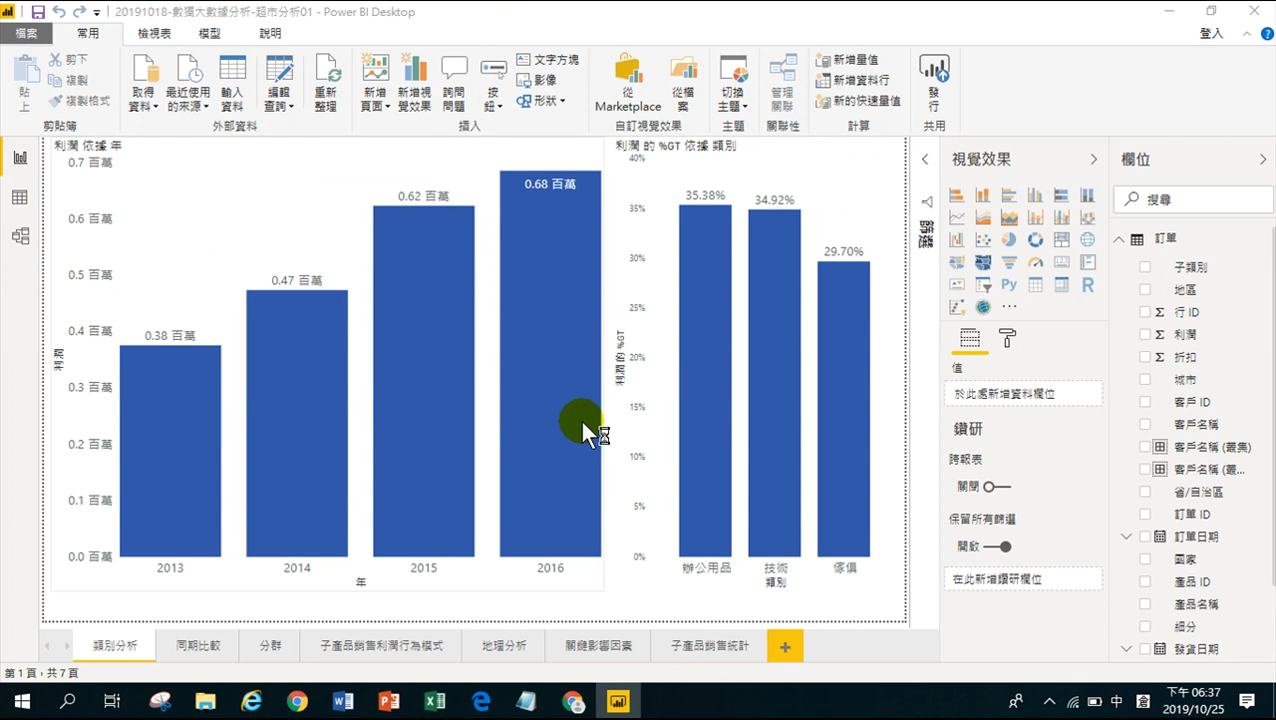 20191018-數獨大數據分析-超市分析01 - Power BI Desktop
檔案
常用
檢視表
模型
說明
登入
貼上
剪下
複製
複製格式
剪貼簿
取得資料
最近使用的來源
輸入資料
編輯查詢
重新整理
外部資料
新增頁面
新增視覺效果
詢問問題
按鈕
文字方塊
影像
形狀
插入
從 Marketplace
從檔案
自訂視覺效果
切換主題
主題
管理關聯
關聯性
新增量值
新增資料行
新的快速量值
計算
發行
共用
利潤 依據 年
0.7 百萬
0.6 百萬
0.5 百萬
0.4 百萬
0.3 百萬
0.2 百萬
0.1 百萬
0.0 百萬
利潤
0.38 百萬
0.47 百萬
0.62 百萬
0.68 百萬
2013
2014
2015
2016
年
利潤 的 %GT 依據 類別
40%
35%
30%
25%
20%
15%
10%
5%
0%
利潤的 %GT
35.38%
34.92%
29.70%
辦公用品
技術
傢俱
類別
篩選
視覺效果
Py
R
值
於此處新增資料欄位
鑽研
跨報表
關閉
保留所有篩選
開啟
在此新增鑽研欄位
欄位
搜尋
訂單
子類別
地區
行 ID
利潤
折扣
城市
客戶 ID
客戶名稱
客戶名稱 (叢集)
客戶名稱 (叢...
省/自治區
訂單 ID
訂單日期
國家
產品 ID
產品名稱
細分
發貨日期
類別分析
同期比較
分群
子產品銷售利潤行為模式
地理分析
關鍵影響因素
子產品銷售統計
第 1 頁，共 7 頁
中
倉
下午 06:37
2019/10/25